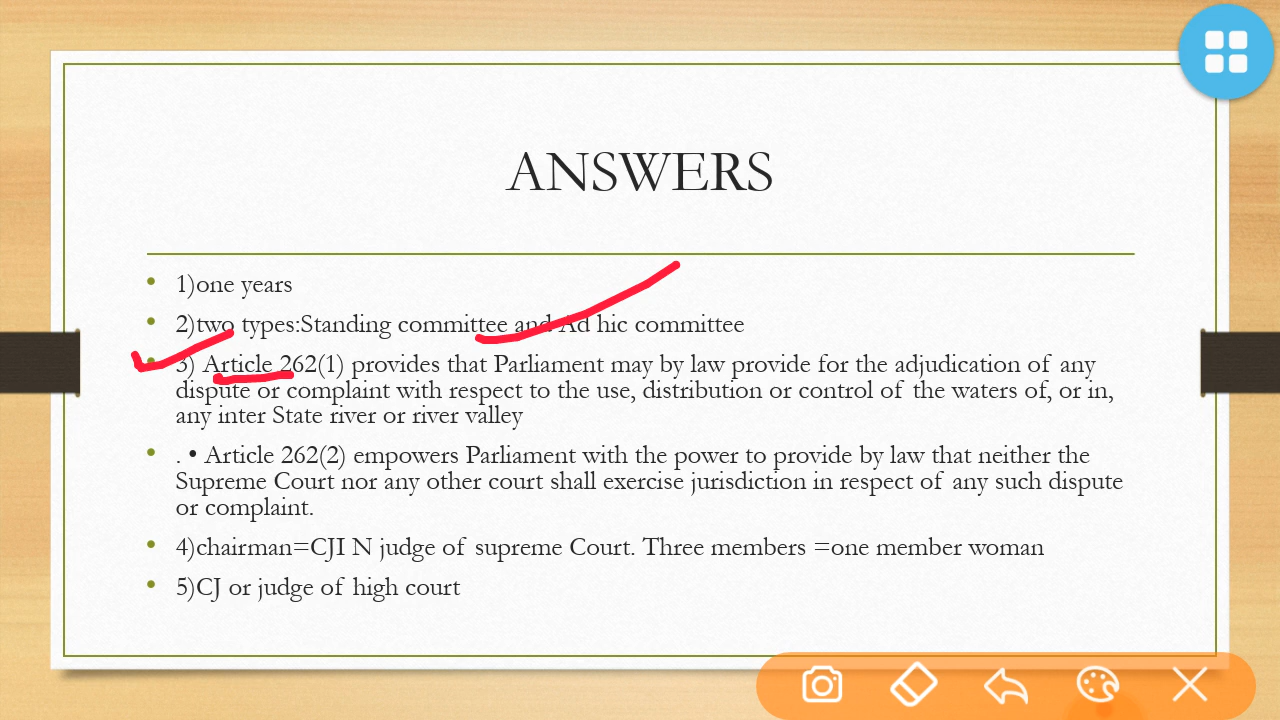 ANSWERS
1)one years
2)two types:Standing committee and Ad hic committee
3) Article 262(1) provides that Parliament may by law provide for the adjudication of any
dispute or complaint with respect to the use, distribution or control of the waters of, or in,
any inter State river or river valley
. • Article 262(2) empowers Parliament with the power to provide by law that neither the
Supreme Court nor any other court shall exercise jurisdiction in respect of any such dispute
or complaint.
4)chairman=CJI N judge of supreme Court. Three members =one member woman
5)CJ or judge of high court